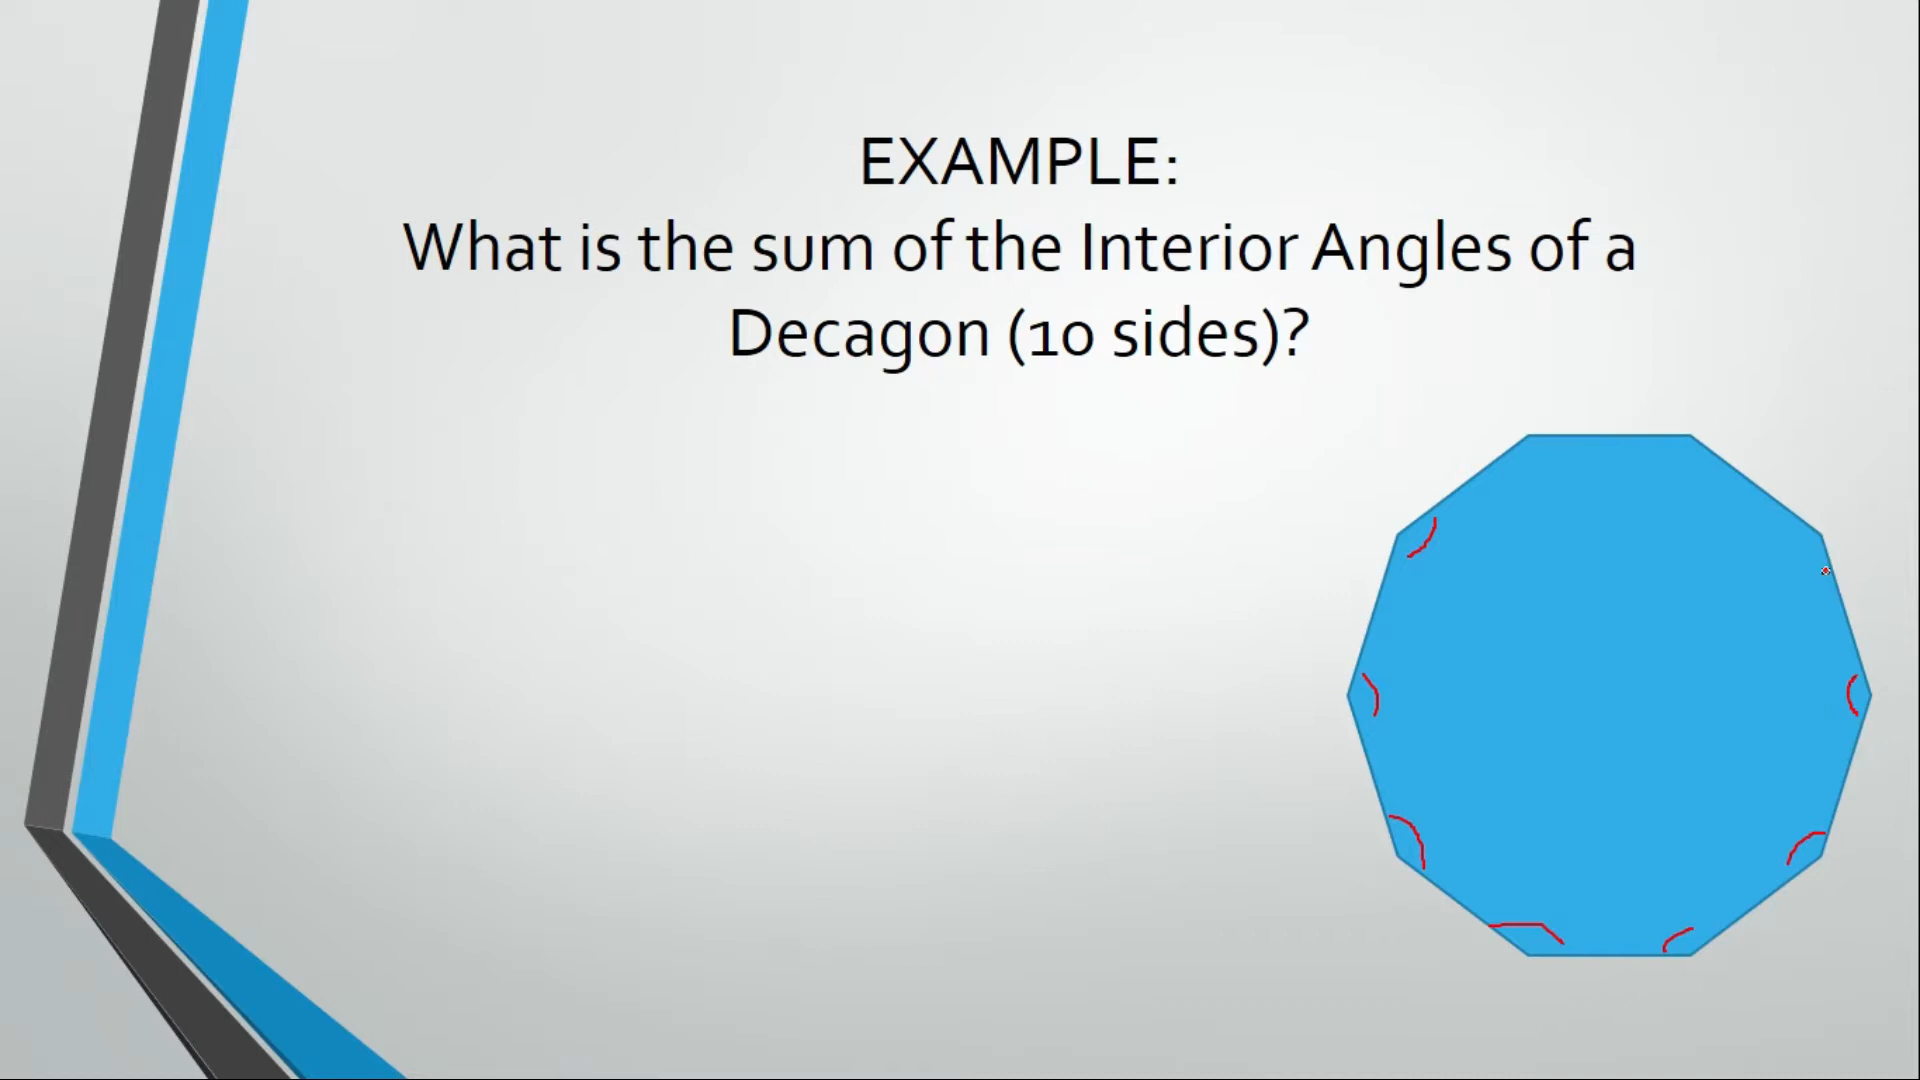 EXAMPLE:
What is the sum of the Interior Angles of a
Decagon (10 sides)?